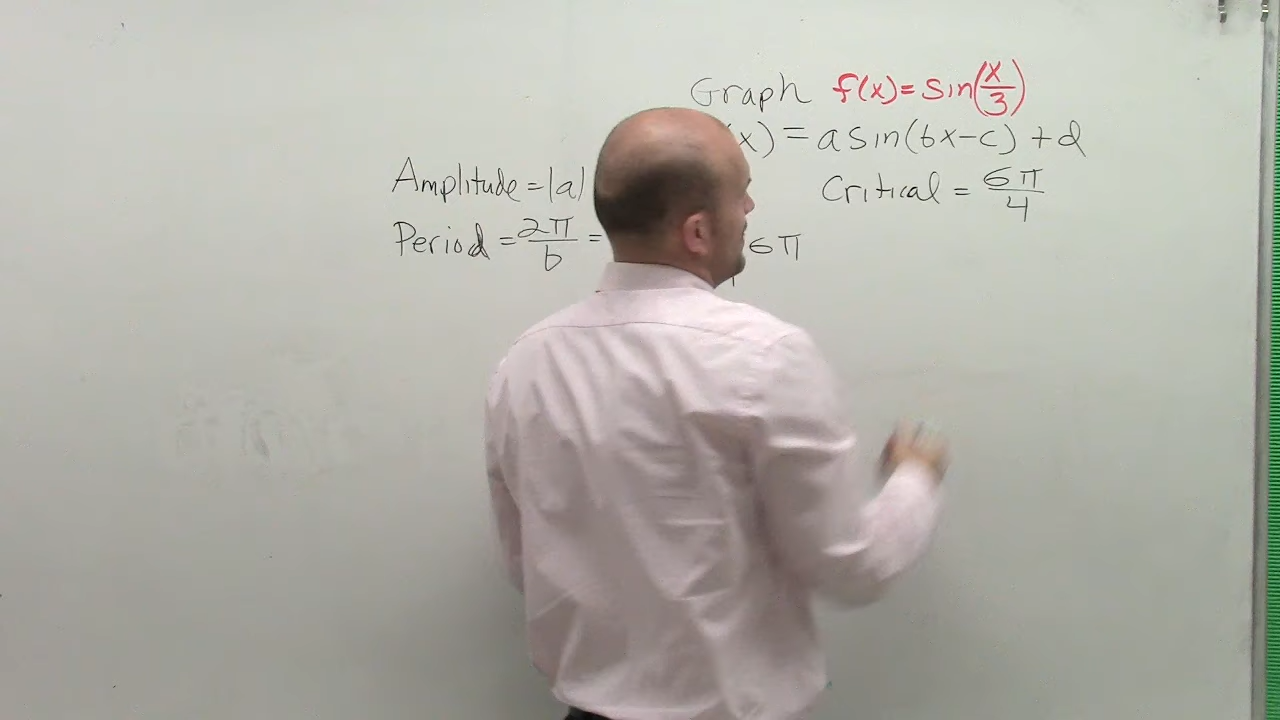 Graph f(x)=sin(x/3)
(x)=a sin(bx-c)+d
Amplitude=|a|
Critical = 6π/4
Period=2π/b= 6π